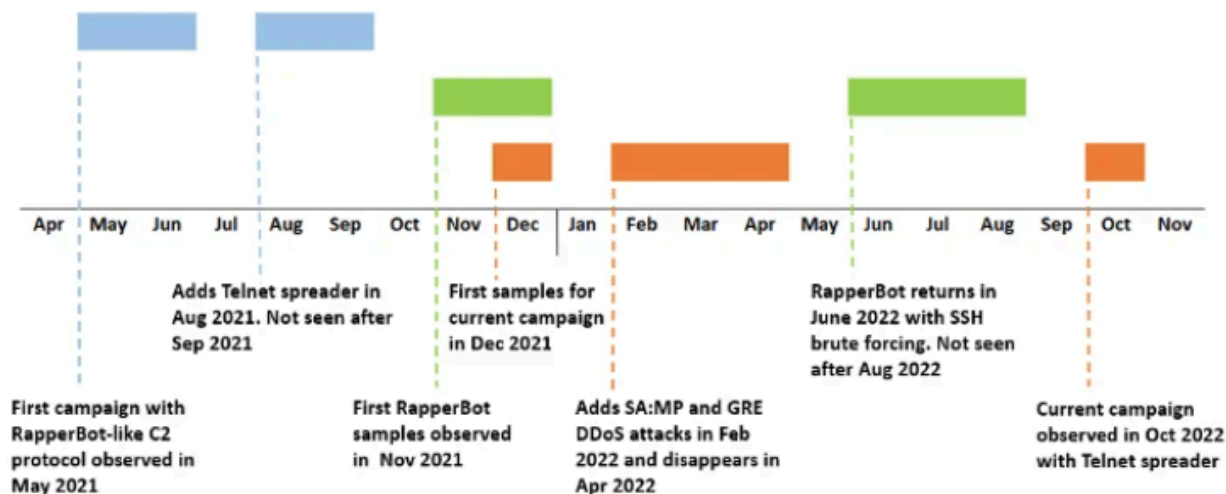 Apr May Jun Jul Aug Sep Oct Nov Dec Jan Feb Mar Apr May Jun Jul Aug Sep Oct Nov
Adds Telnet spreader in
Aug 2021. Not seen after
Sep 2021
First samples for
current campaign
in Dec 2021
RapperBot returns in
June 2022 with SSH
brute forcing. Not seen
after Aug 2022
First campaign with
RapperBot-like C2
protocol observed in
May 2021
First RapperBot
samples observed
in Nov 2021
Adds SA:MP and GRE
DDoS attacks in Feb
2022 and disappears in
Apr 2022
Current campaign
observed in Oct 2022
with Telnet spreader